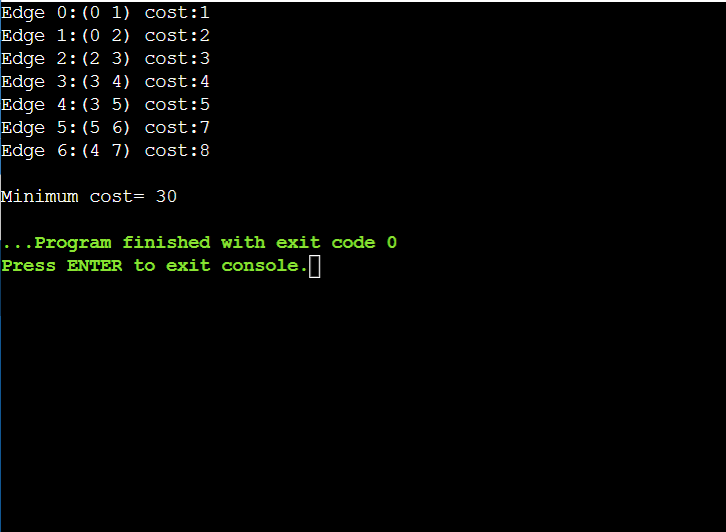 Edge 0:(0 1) cost:1
Edge 1:(0 2) cost:2
Edge 2:(2 3) cost:3
Edge 3:(3 4) cost:4
Edge 4:(3 5) cost:5
Edge 5:(5 6) cost:7
Edge 6:(4 7) cost:8
Minimum cost= 30
...Program finished with exit code 0
Press ENTER to exit console.